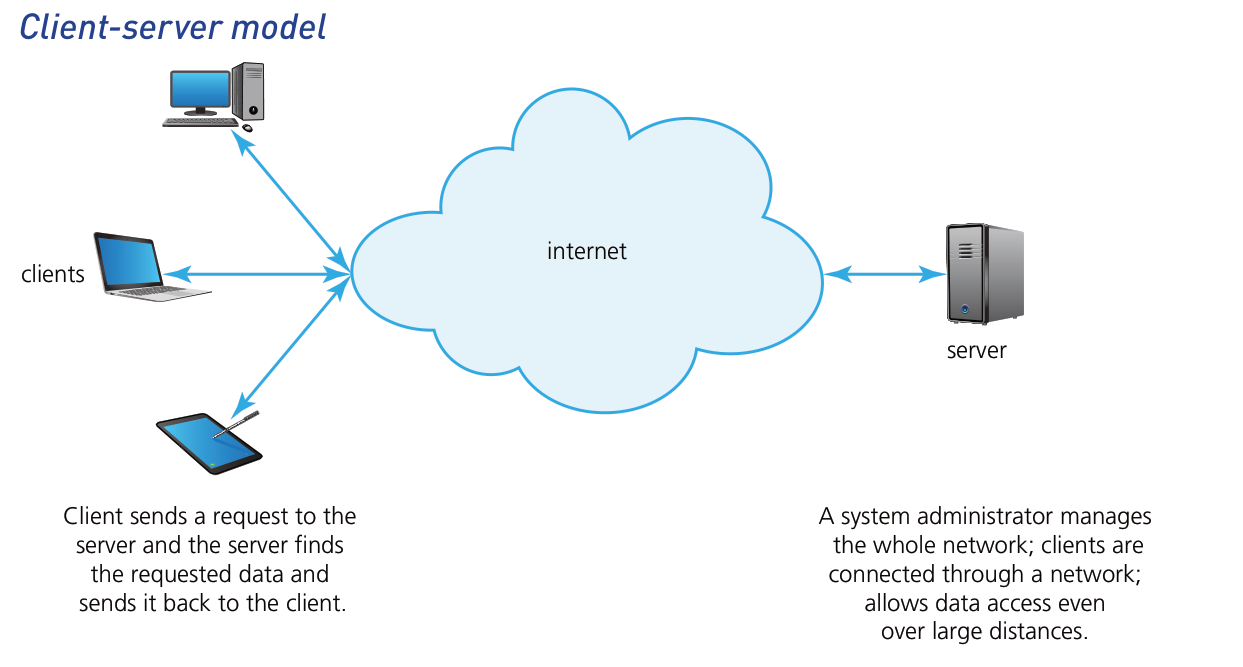 Client-server model
internet
clients
server
Client sends a request to the
server and the server finds
the requested data and
sends it back to the client.
A system administrator manages
the whole network; clients are
connected through a network;
allows data access even
over large distances.